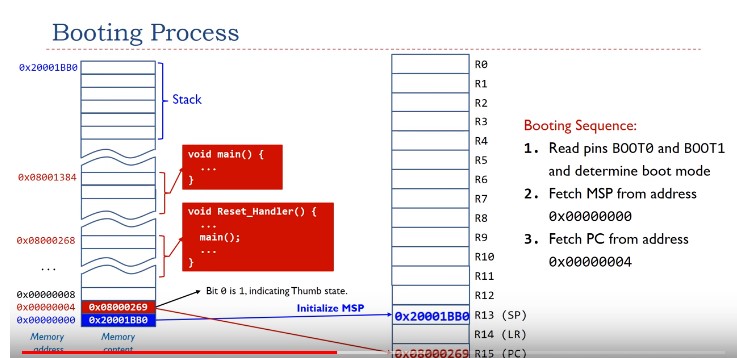 Booting Process
0x20001BB0
Stack
void main() {
...
}
0x08001384
void Reset_Handler() {
...
main();
...
}
0x08000268
...
0x00000008
0x00000004
0x08000269
0x00000000
0x20001BB0
Bit 0 is 1, indicating Thumb state.
Initialize MSP
Memory
address
Memory
content
R0
R1
R2
R3
R4
R5
R6
R7
R8
R9
R10
R11
R12
0x20001BB0 R13 (SP)
R14 (LR)
0x08000269 R15 (PC)
Booting Sequence:
1. Read pins BOOT0 and BOOT1
and determine boot mode
2. Fetch MSP from address
0x00000000
3. Fetch PC from address
0x00000004